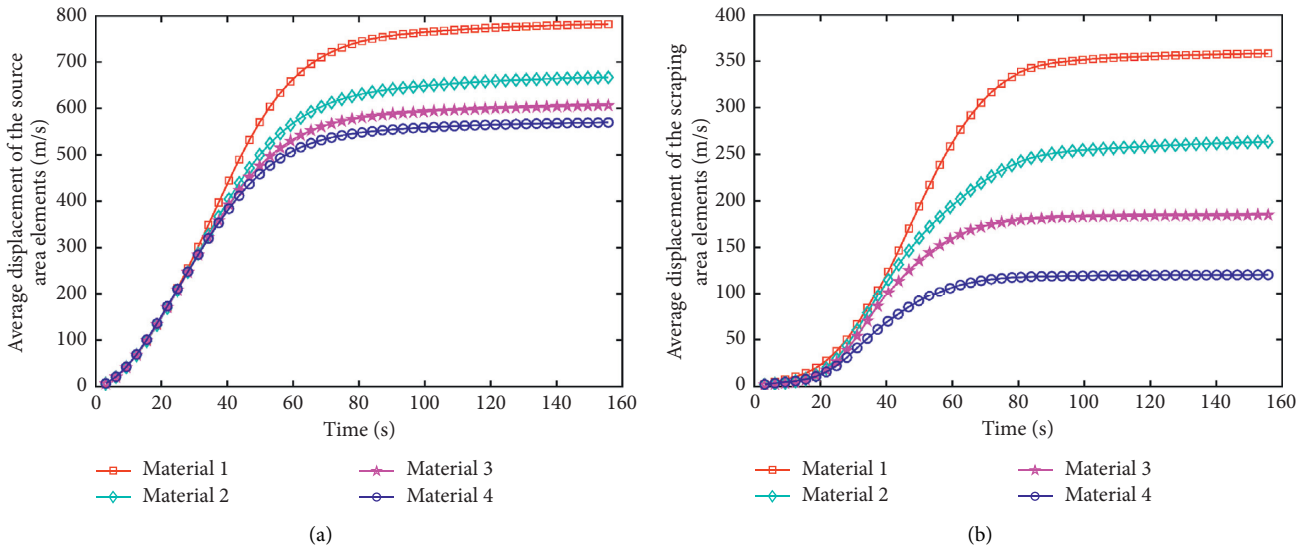 Average displacement of the source
area elements (m/s)
800
700
600
500
400
300
200
100
0
0 20 40 60 80 100 120 140 160
Time (s)
Material 1
Material 2
Material 3
Material 4
(a)
Average displacement of the scraping
area elements (m/s)
400
350
300
250
200
150
100
50
0
0 20 40 60 80 100 120 140 160
Time (s)
Material 1
Material 2
Material 3
Material 4
(b)